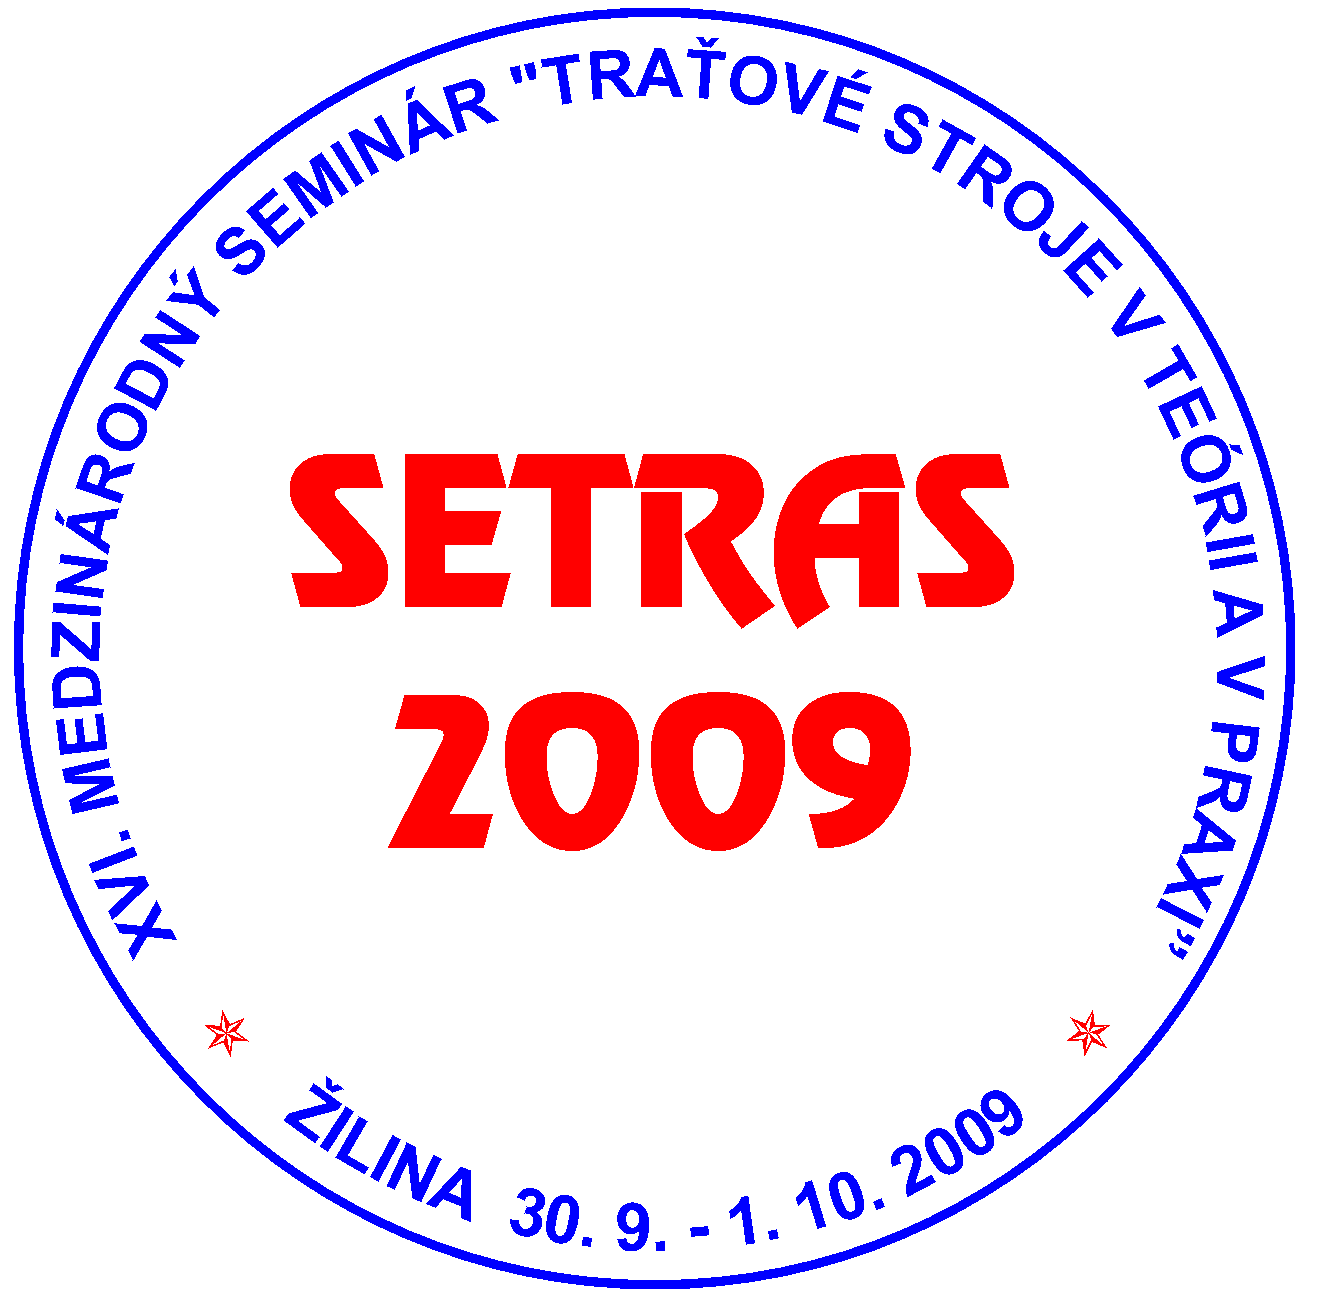 XVI. MEDZINÁRODNÝ SEMINÁR "TRAŤOVÉ STROJE V TEÓRII A V PRAXI“
SETRAS
2009
ŽILINA 30. 9. - 1. 10. 2009